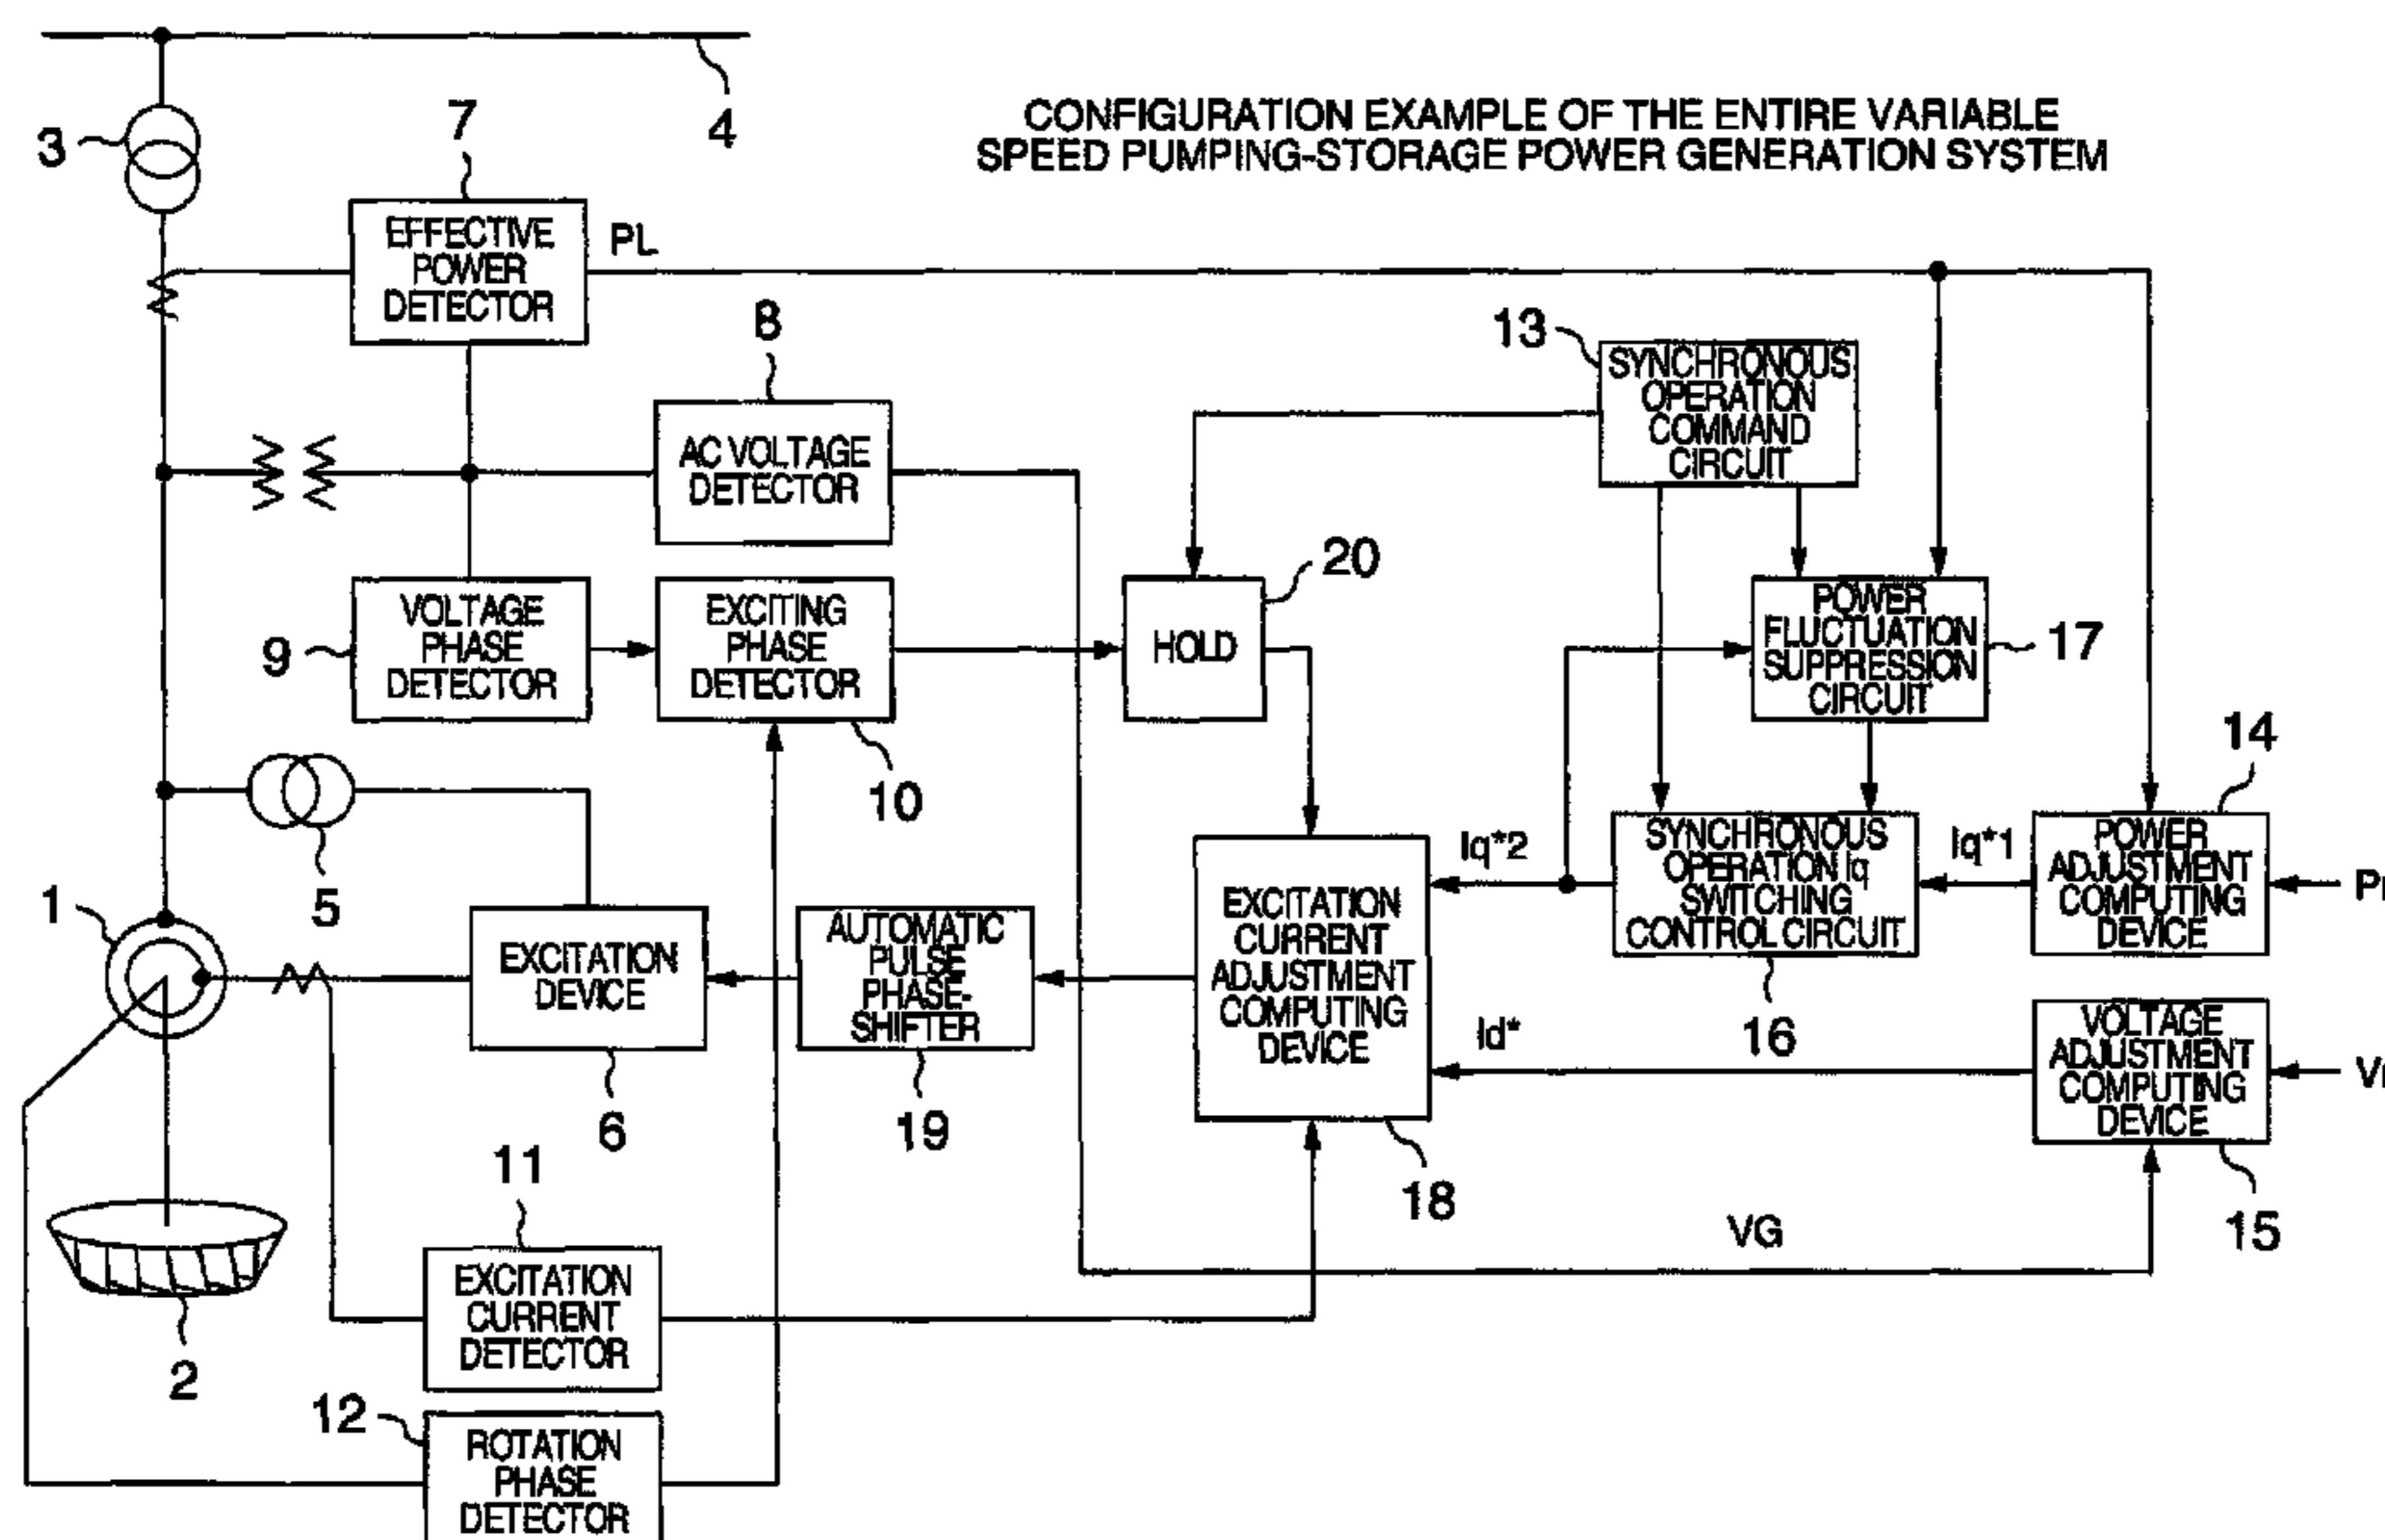 4
3
7
CONFIGURATION EXAMPLE OF THE ENTIRE VARIABLE
SPEED PUMPING-STORAGE POWER GENERATION SYSTEM
EFFECTIVE
POWER
DETECTOR
PL
8
AC VOLTAGE
DETECTOR
13
SYNCHRONOUS
OPERATION
COMMAND
CIRCUIT
9
VOLTAGE
PHASE
DETECTOR
EXCITING
PHASE
DETECTOR
10
20
HOLD
POWER
FLUCTUATION
SUPPRESSION
CIRCUIT
17
14
5
1
EXCITATION
DEVICE
6
AUTOMATIC
PULSE
PHASE-
SHIFTER
19
EXCITATION
CURRENT
ADJUSTMENT
COMPUTING
DEVICE
18
Iq*2
SYNCHRONOUS
OPERATION Iq
SWITCHING
CONTROL CIRCUIT
16
Iq*1
POWER
ADJUSTMENT
COMPUTING
DEVICE
Id*
VOLTAGE
ADJUSTMENT
COMPUTING
DEVICE
15
VG
2
11
EXCITATION
CURRENT
DETECTOR
12
ROTATION
PHASE
DETECTOR